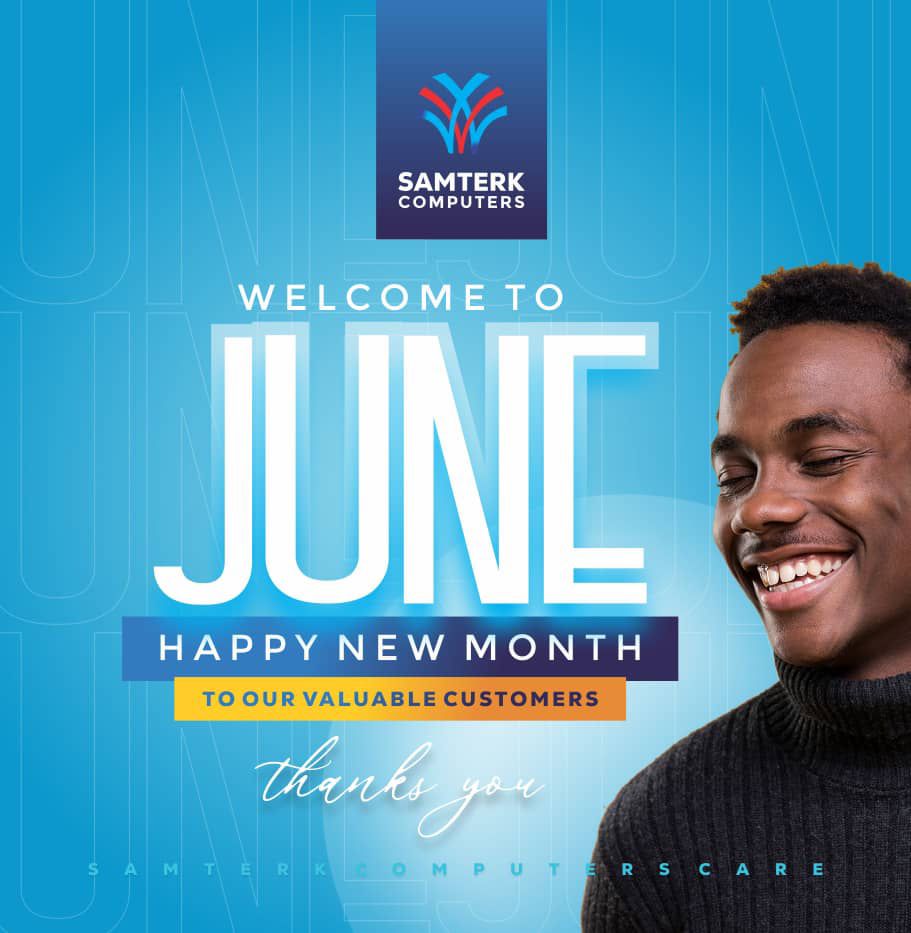 SAMTERK
COMPUTERS
WELCOME TO
JUNE
HAPPY NEW MONTH
TO OUR VALUABLE CUSTOMERS
thanks you
SAMTERKCOMPUTERSCARE